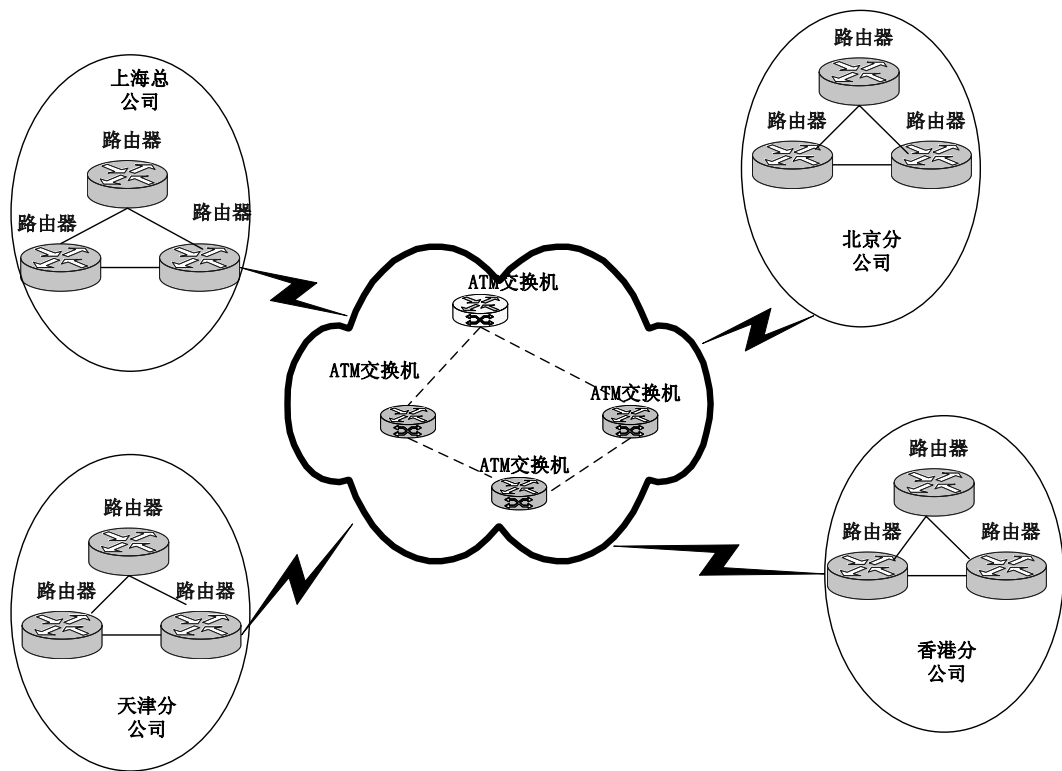 上海总
公司
路由器
路由器
路由器
路由器
路由器
路由器
北京分
公司
ATM交换机
ATM交换机
ATM交换机
ATM交换机
路由器
路由器
路由器
天津分
公司
路由器
路由器
路由器
香港分
公司